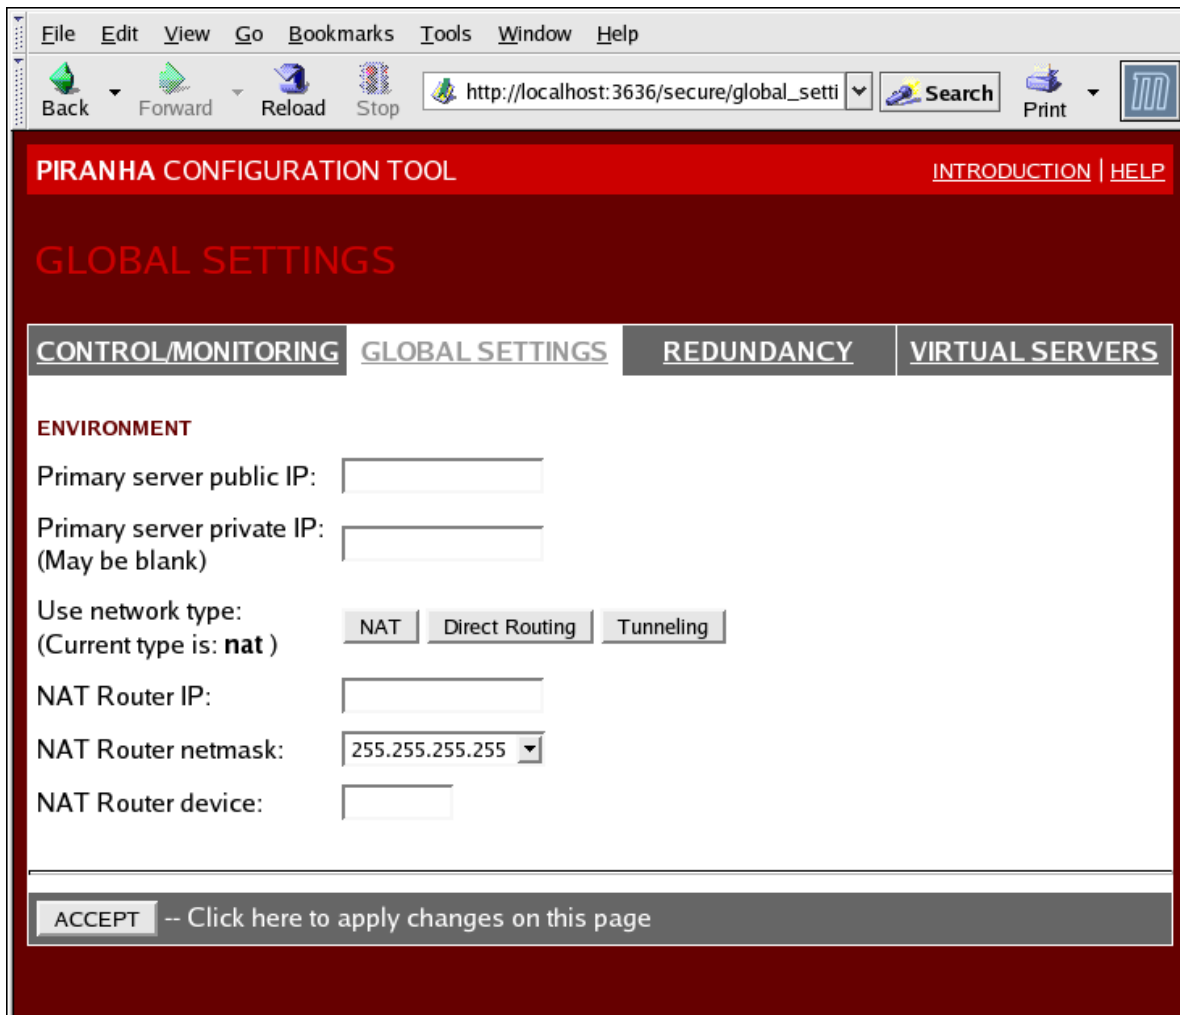 File Edit View Go Bookmarks Tools Window Help
Back Forward Reload Stop http://localhost:3636/secure/global_setti Search Print
PIRANHA CONFIGURATION TOOL INTRODUCTION | HELP
GLOBAL SETTINGS
CONTROL/MONITORING GLOBAL SETTINGS REDUNDANCY VIRTUAL SERVERS
ENVIRONMENT
Primary server public IP:
Primary server private IP:
(May be blank)
Use network type:
(Current type is: nat )
NAT Direct Routing Tunneling
NAT Router IP:
NAT Router netmask: 255.255.255.255
NAT Router device:
ACCEPT -- Click here to apply changes on this page